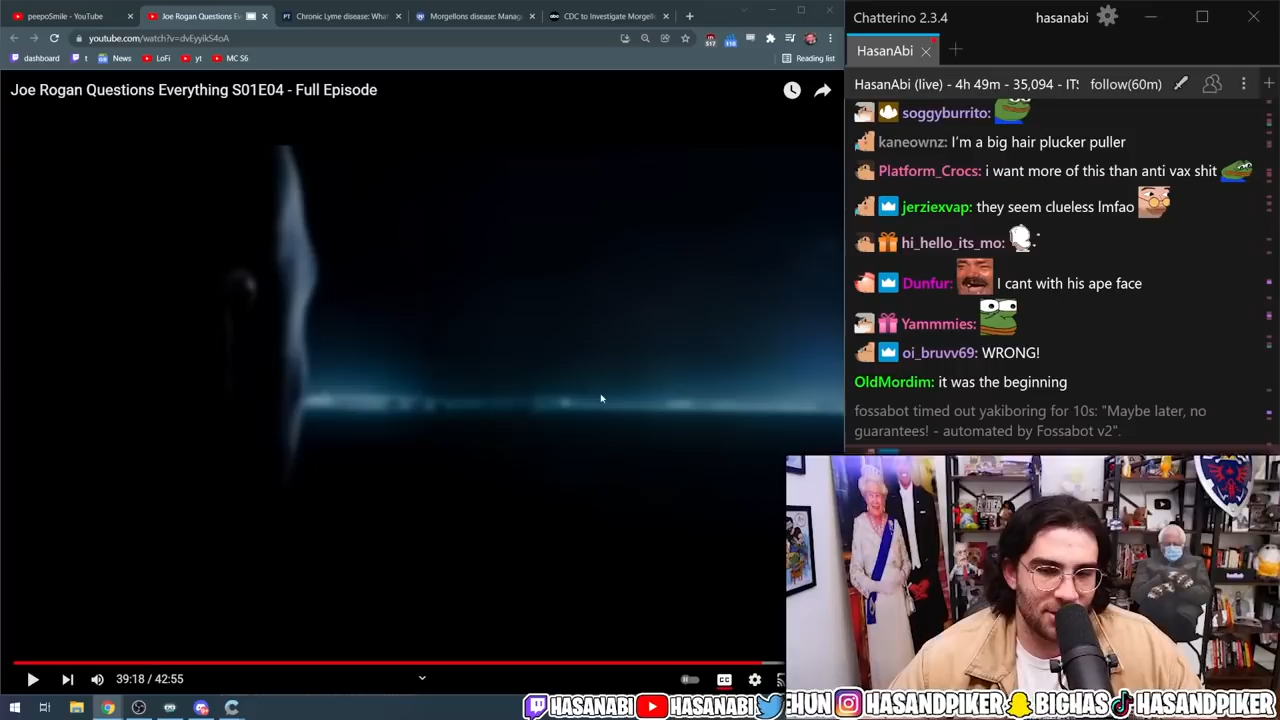 peepoSmile - YouTube
Joe Rogan Questions Ev
Chronic Lyme disease: Wha
Morgellons disease: Manag
CDC to Investigate Morgell
youtube.com/watch?v=dvEyyikS4oA
517
118
dashboard
t
News
LoFi
yt
MC S6
Reading list
Joe Rogan Questions Everything S01E04 - Full Episode
39:18 / 42:55
Chatterino 2.3.4
hasanabi
HasanAbi
HasanAbi (live) - 4h 49m - 35,094 - IT'
follow(60m)
soggyburrito:
kaneownz: I'm a big hair plucker puller
Platform_Crocs: i want more of this than anti vax shit
jerziexvap: they seem clueless lmfao
hi_hello_its_mo:
Dunfur: I cant with his ape face
Yammmies:
oi_bruvv69: WRONG!
OldMordim: it was the beginning
fossabot timed out yakiboring for 10s: "Maybe later, no
guarantees! - automated by Fossabot v2".
HASANABI
HASANABI
EHUN
HASANDPIKER
BIGHAS
HASANDPIKER